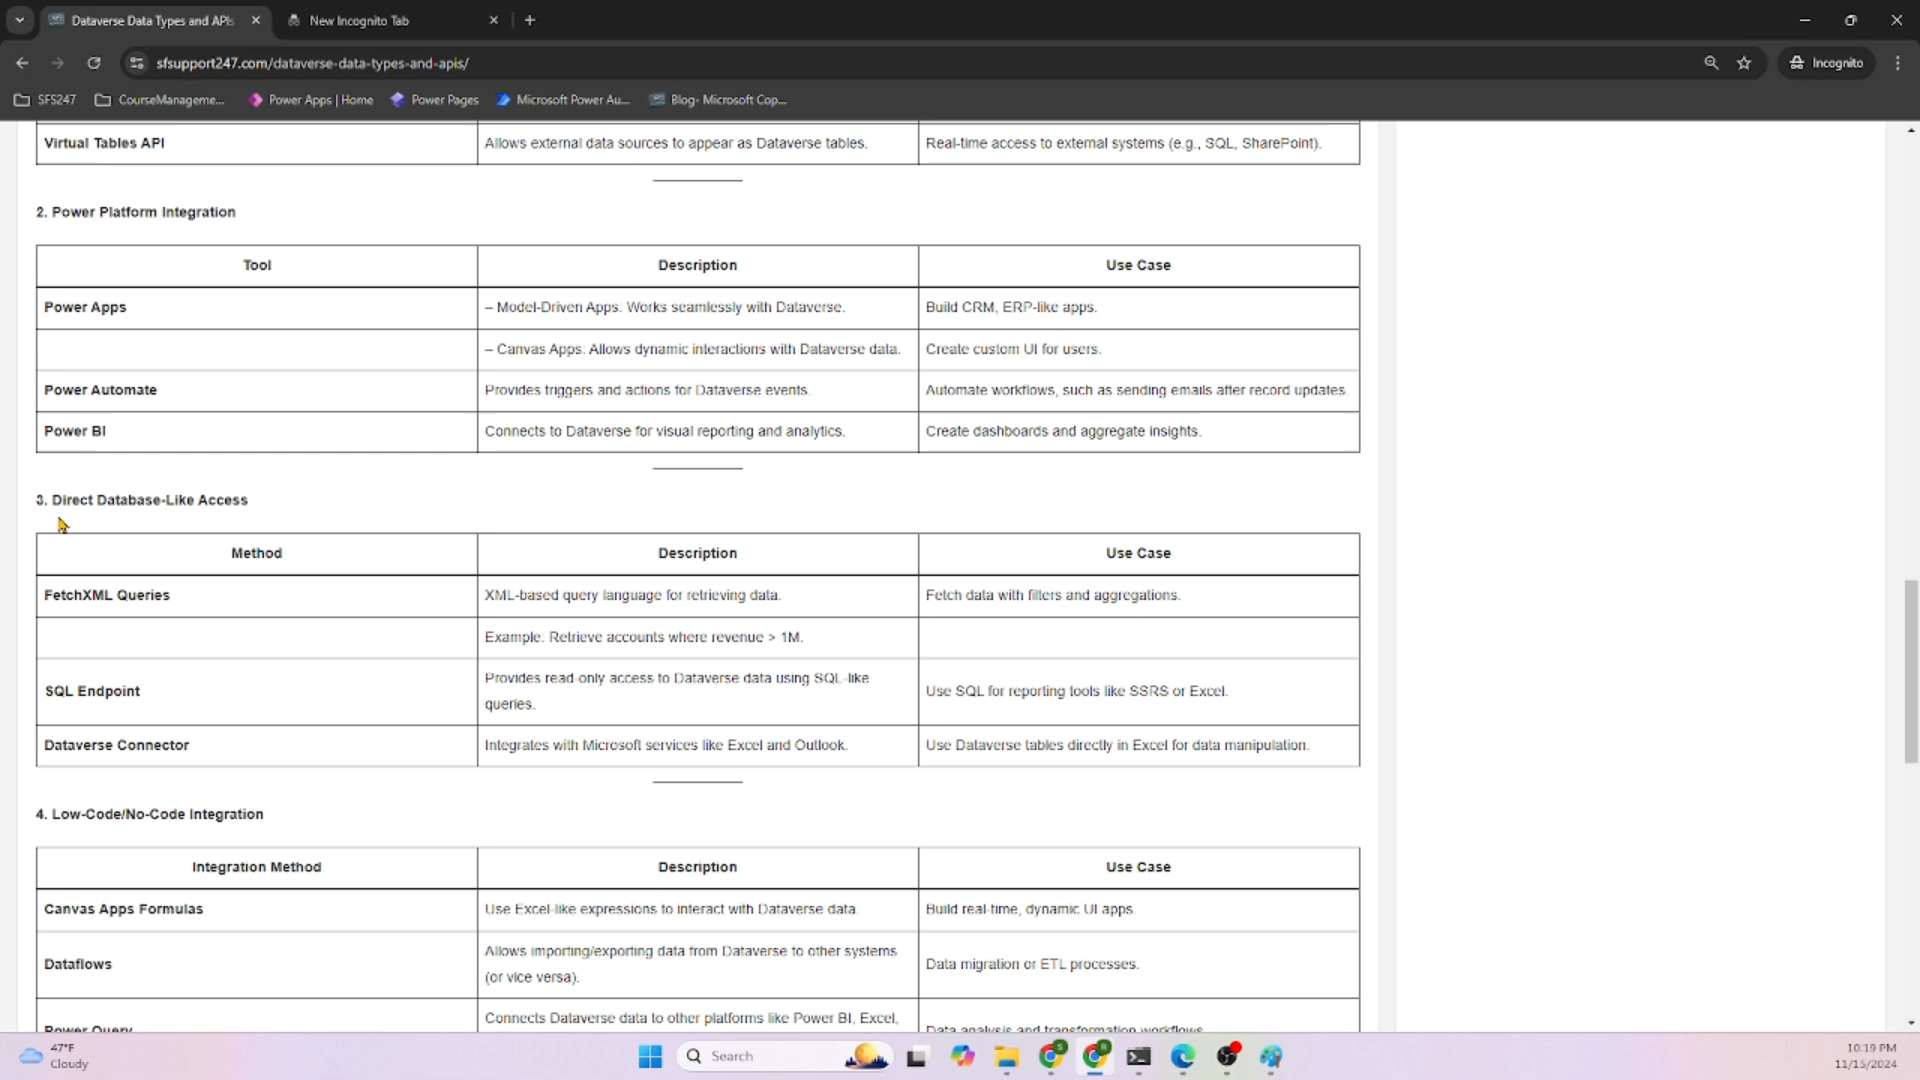 Dataverse Data Types and APIs
New Incognito Tab
sfsupport247.com/dataverse-data-types-and-apis/
Incognito
SFS247
CourseManageme...
Power Apps | Home
Power Pages
Microsoft Power Au...
Blog- Microsoft Cop...
Virtual Tables API
Allows external data sources to appear as Dataverse tables.
Real-time access to external systems (e.g., SQL, SharePoint).
2. Power Platform Integration
Tool
Description
Use Case
Power Apps
– Model-Driven Apps: Works seamlessly with Dataverse.
Build CRM, ERP-like apps.
– Canvas Apps: Allows dynamic interactions with Dataverse data.
Create custom UI for users.
Power Automate
Provides triggers and actions for Dataverse events.
Automate workflows, such as sending emails after record updates.
Power BI
Connects to Dataverse for visual reporting and analytics.
Create dashboards and aggregate insights.
3. Direct Database-Like Access
Method
Description
Use Case
FetchXML Queries
XML-based query language for retrieving data.
Fetch data with filters and aggregations.
Example: Retrieve accounts where revenue > 1M.
SQL Endpoint
Provides read-only access to Dataverse data using SQL-like
queries.
Use SQL for reporting tools like SSRS or Excel.
Dataverse Connector
Integrates with Microsoft services like Excel and Outlook.
Use Dataverse tables directly in Excel for data manipulation.
4. Low-Code/No-Code Integration
Integration Method
Description
Use Case
Canvas Apps Formulas
Use Excel-like expressions to interact with Dataverse data.
Build real-time, dynamic UI apps.
Dataflows
Allows importing/exporting data from Dataverse to other systems
(or vice versa).
Data migration or ETL processes.
Power Query
Connects Dataverse data to other platforms like Power BI, Excel,
Data analysis and transformation workflows.
47°F
Cloudy
Search
10:19 PM
11/15/2024